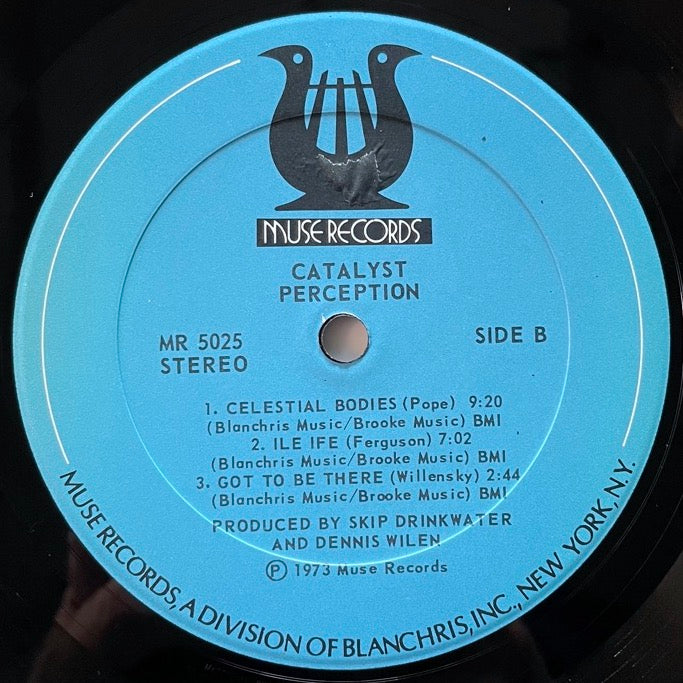 MUSE RECORDS
CATALYST
PERCEPTION
MR 5025
STEREO
SIDE B
1. CELESTIAL BODIES (Pope) 9:20
(Blanchris Music/Brooke Music) BMI
2. ILE IFE (Ferguson) 7:02
(Blanchris Music/Brooke Music) BMI
3. GOT TO BE THERE (Willensky) 2:44
(Blanchris Music/Brooke Music) BMI
PRODUCED BY SKIP DRINKWATER
AND DENNIS WILEN
℗ 1973 Muse Records
MUSE RECORDS, A DIVISION OF BLANCHRIS, INC., NEW YORK, N.Y.